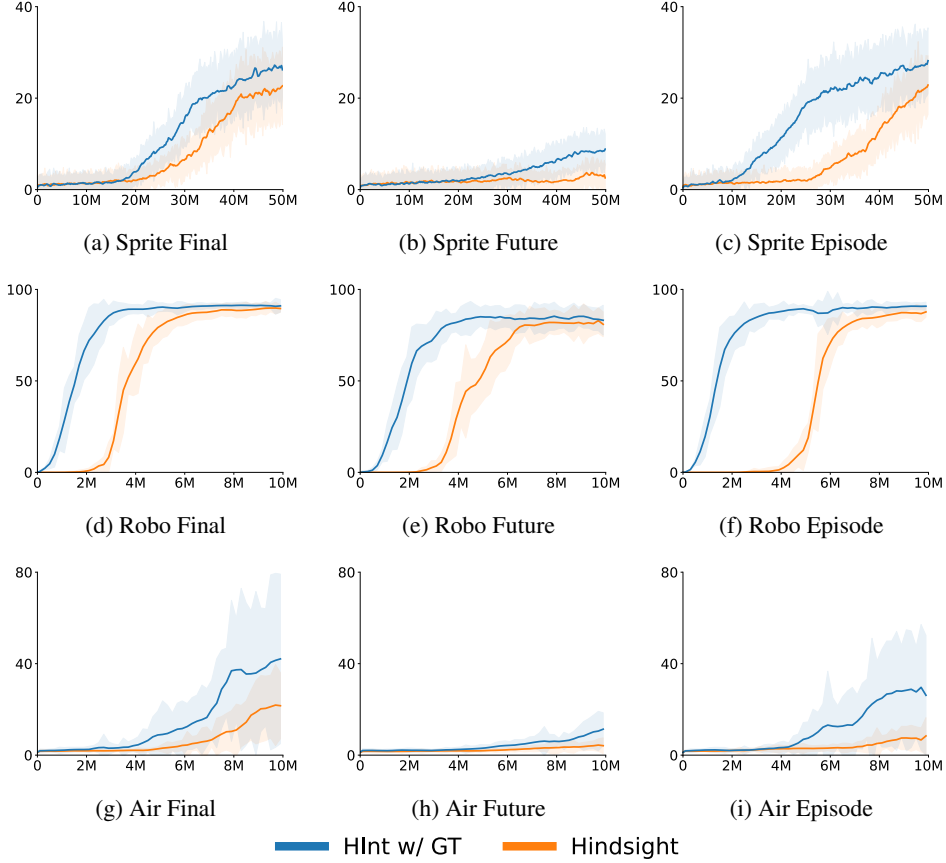 40 40 40
20 20 20
0 0 0
0 10M 20M 30M 40M 50M 0 10M 20M 30M 40M 50M 0 10M 20M 30M 40M 50M
(a) Sprite Final (b) Sprite Future (c) Sprite Episode
100 100 100
50 50 50
0 0 0
0 2M 4M 6M 8M 10M 0 2M 4M 6M 8M 10M 0 2M 4M 6M 8M 10M
(d) Robo Final (e) Robo Future (f) Robo Episode
80 80 80
40 40 40
0 0 0
0 2M 4M 6M 8M 10M 0 2M 4M 6M 8M 10M 0 2M 4M 6M 8M 10M
(g) Air Final (h) Air Future (i) Air Episode
HInt w/ GT Hindsight